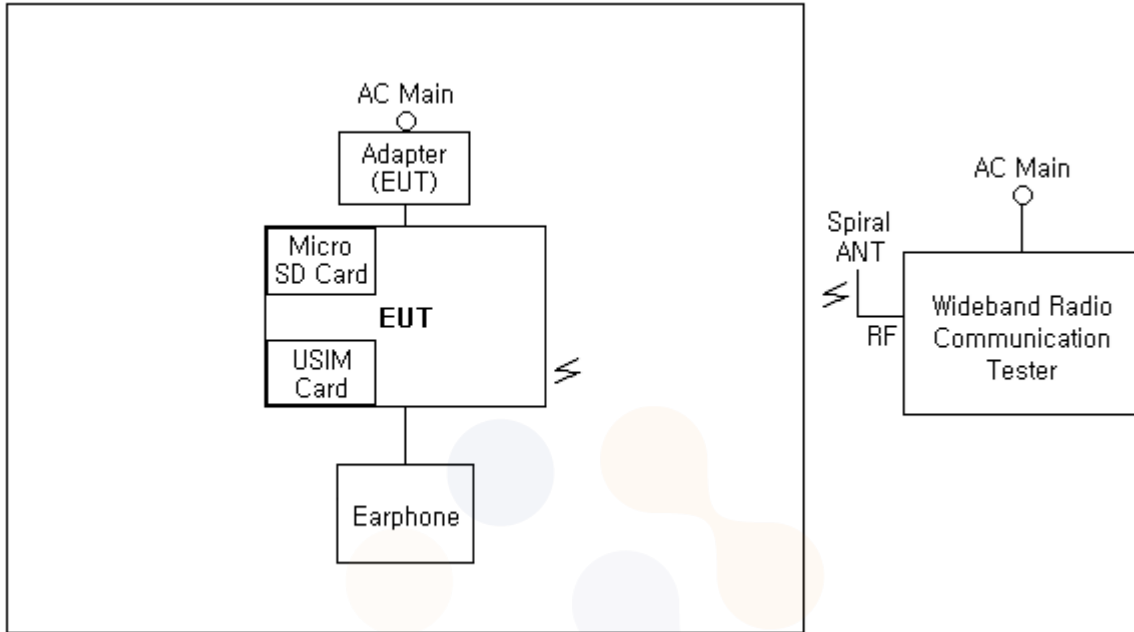 AC Main
Adapter
(EUT)
Micro
SD Card
EUT
USIM
Card
Earphone
AC Main
Spiral
ANT
RF
Wideband Radio
Communication
Tester